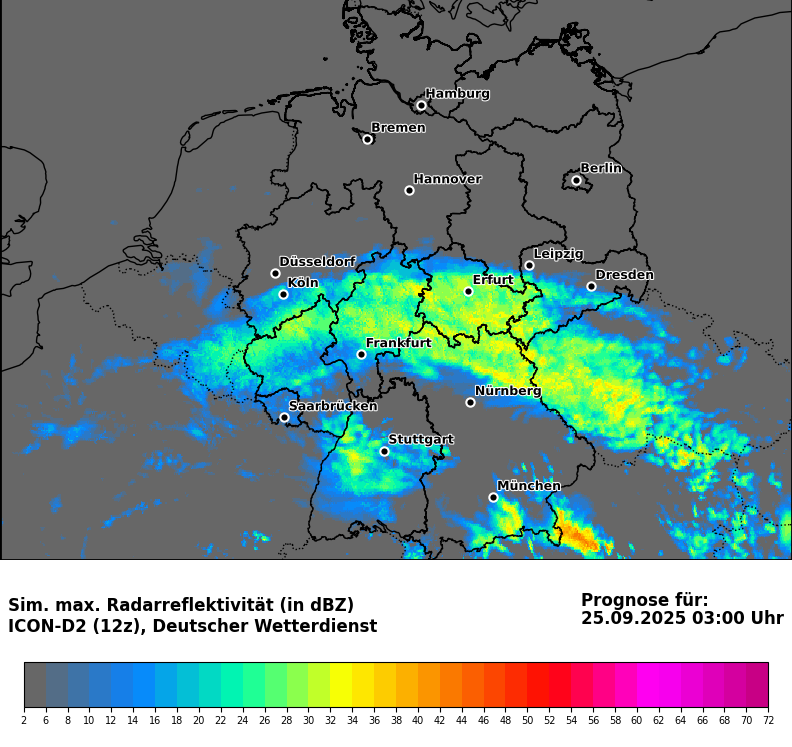 Hamburg
Bremen
Berlin
Hannover
Leipzig
Düsseldorf
Dresden
Köln
Erfurt
Frankfurt
Nürnberg
Saarbrücken
Stuttgart
München
Sim. max. Radarreflektivität (in dBZ)
ICON-D2 (12z), Deutscher Wetterdienst
Prognose für:
25.09.2025 03:00 Uhr
2 6 8 10 12 14 16 18 20 22 24 26 28 30 32 34 36 38 40 42 44 46 48 50 52 54 56 58 60 62 64 66 68 70 72